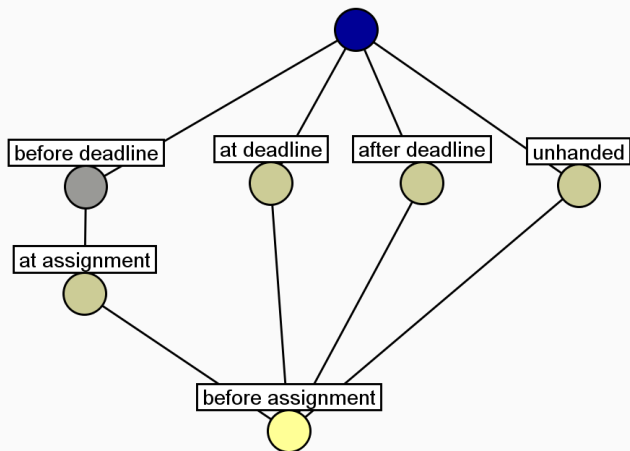 before deadline
at deadline
after deadline
unhanded
at assignment
before assignment